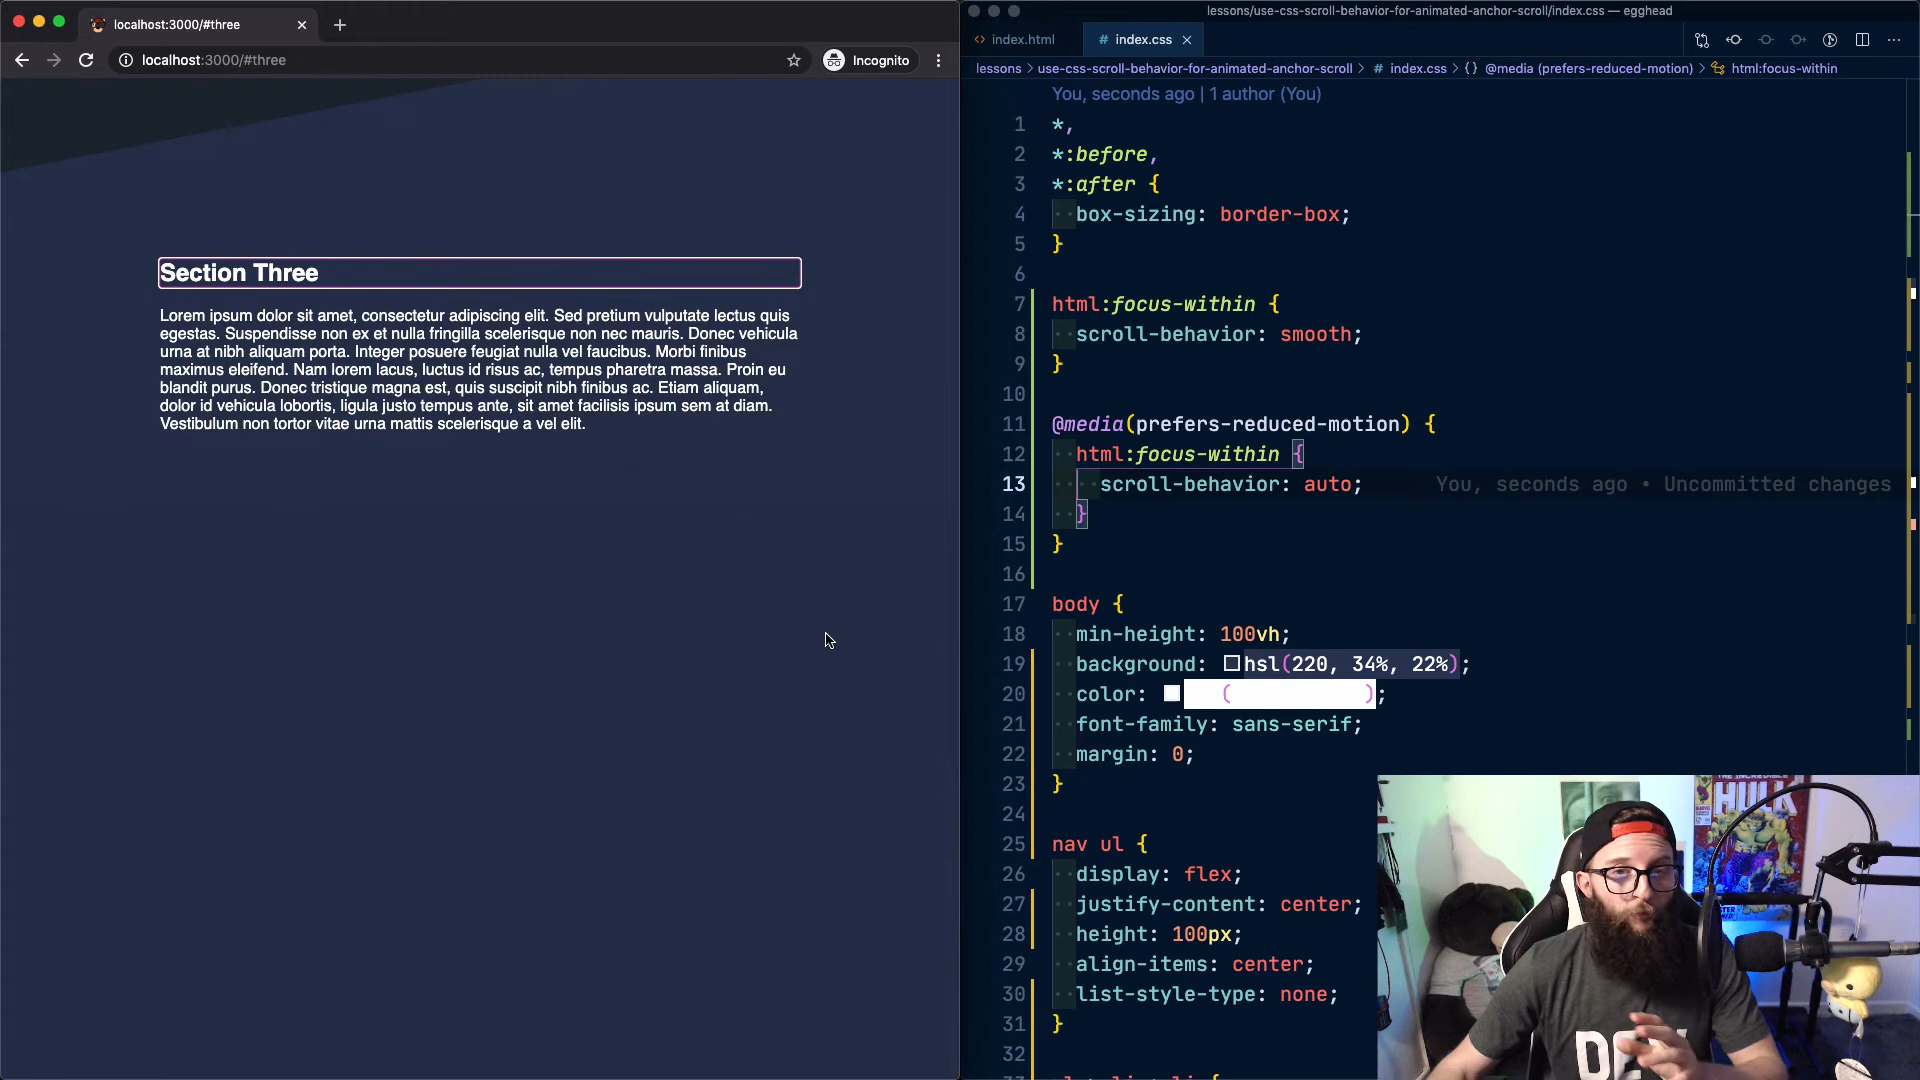 localhost:3000/#three
localhost:3000/#three
Incognito
Section Three
Lorem ipsum dolor sit amet, consectetur adipiscing elit. Sed pretium vulputate lectus quis
egestas. Suspendisse non ex et nulla fringilla scelerisque non nec mauris. Donec vehicula
urna at nibh aliquam porta. Integer posuere feugiat nulla vel faucibus. Morbi finibus
maximus eleifend. Nam lorem lacus, luctus id risus ac, tempus pharetra massa. Proin eu
blandit purus. Donec tristique magna est, quis suscipit nibh finibus ac. Etiam aliquam,
dolor id vehicula lobortis, ligula justo tempus ante, sit amet facilisis ipsum sem at diam.
Vestibulum non tortor vitae urna mattis scelerisque a vel elit.
lessons/use-css-scroll-behavior-for-animated-anchor-scroll/index.css — egghead
<> index.html
# index.css
lessons > use-css-scroll-behavior-for-animated-anchor-scroll > # index.css > {} @media (prefers-reduced-motion) > html:focus-within
You, seconds ago | 1 author (You)
1 *,
2 *:before,
3 *:after {
4 box-sizing: border-box;
5 }
6
7 html:focus-within {
8 scroll-behavior: smooth;
9 }
10
11 @media(prefers-reduced-motion) {
12 html:focus-within {
13 scroll-behavior: auto; You, seconds ago • Uncommitted changes
14 }
15 }
16
17 body {
18 min-height: 100vh;
19 background: hsl(220, 34%, 22%);
20 color: ( );
21 font-family: sans-serif;
22 margin: 0;
23 }
24
25 nav ul {
26 display: flex;
27 justify-content: center;
28 height: 100px;
29 align-items: center;
30 list-style-type: none;
31 }
32
THE INCREDIBLE
HULK